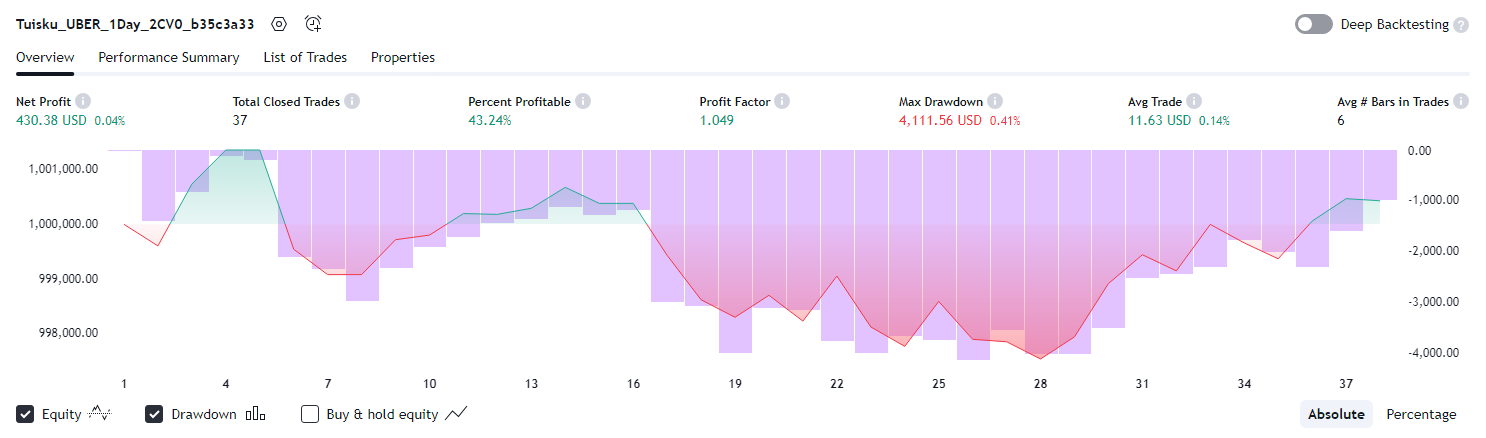 Tuisku_UBER_1Day_2CV0_b35c3a33
Deep Backtesting ?
Overview Performance Summary List of Trades Properties
Net Profit i Total Closed Trades i Percent Profitable i Profit Factor i Max Drawdown i Avg Trade i Avg # Bars in Trades i
430.38 USD 0.04% 37 43.24% 1.049 4,111.56 USD 0.41% 11.63 USD 0.14% 6
0.00
1,001,000.00
-1,000.00
1,000,000.00
-2,000.00
999,000.00
-3,000.00
998,000.00
-4,000.00
1 4 7 10 13 16 19 22 25 28 31 34 37
Equity Drawdown Buy & hold equity Absolute Percentage